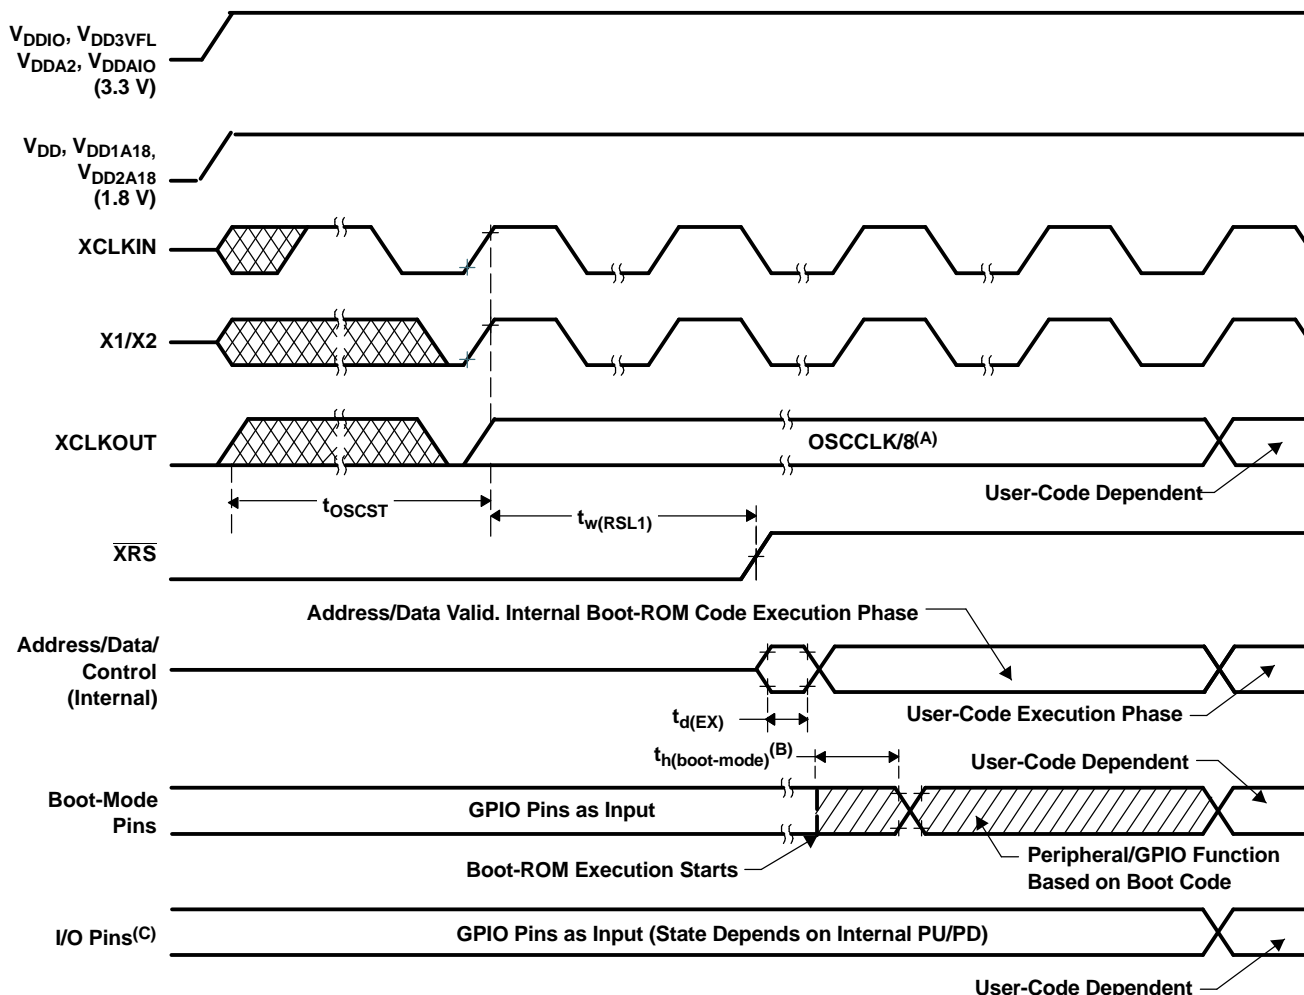 VDDIO, VDD3VFL
VDDA2, VDDAIO
(3.3 V)
VDD, VDD1A18,
VDD2A18
(1.8 V)
XCLKIN
X1/X2
XCLKOUT
OSCCLK/8(A)
User-Code Dependent
tOSCST
tw(RSL1)
XRS
Address/Data Valid. Internal Boot-ROM Code Execution Phase
Address/Data/
Control
(Internal)
td(EX)
User-Code Execution Phase
th(boot-mode)(B)
User-Code Dependent
Boot-Mode
Pins
GPIO Pins as Input
Boot-ROM Execution Starts
Peripheral/GPIO Function
Based on Boot Code
I/O Pins(C)
GPIO Pins as Input (State Depends on Internal PU/PD)
User-Code Dependent